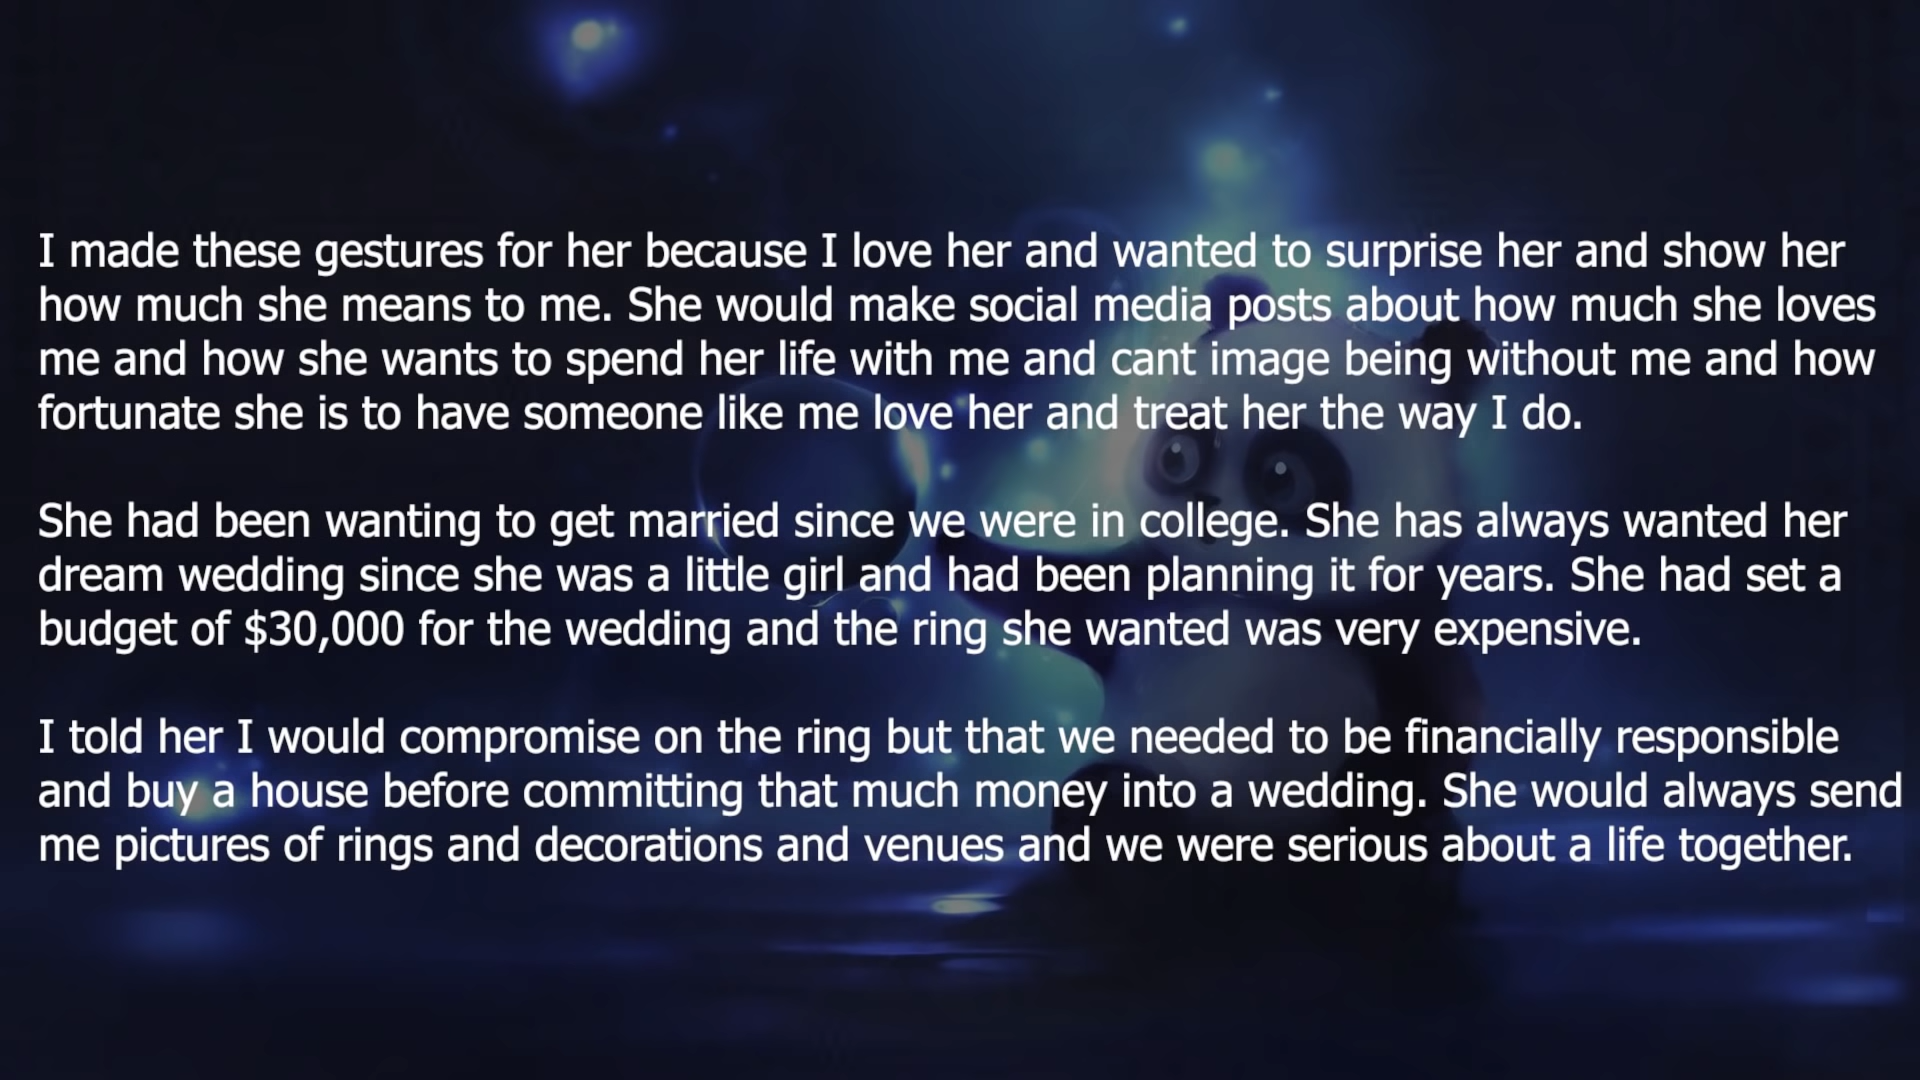 I made these gestures for her because I love her and wanted to surprise her and show her
how much she means to me. She would make social media posts about how much she loves
me and how she wants to spend her life with me and cant image being without me and how
fortunate she is to have someone like me love her and treat her the way I do.
She had been wanting to get married since we were in college. She has always wanted her
dream wedding since she was a little girl and had been planning it for years. She had set a
budget of $30,000 for the wedding and the ring she wanted was very expensive.
I told her I would compromise on the ring but that we needed to be financially responsible
and buy a house before committing that much money into a wedding. She would always send
me pictures of rings and decorations and venues and we were serious about a life together.